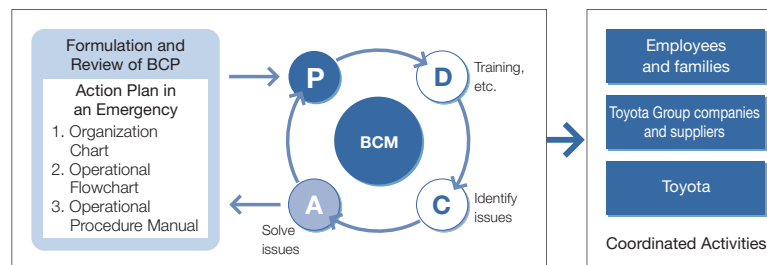 Formulation and
Review of BCP
Action Plan in
an Emergency
1. Organization
Chart
2. Operational
Flowchart
3. Operational
Procedure Manual
P
D
Training,
etc.
BCM
A
Solve
issues
C
Identify
issues
Employees
and families
Toyota Group companies
and suppliers
Toyota
Coordinated Activities